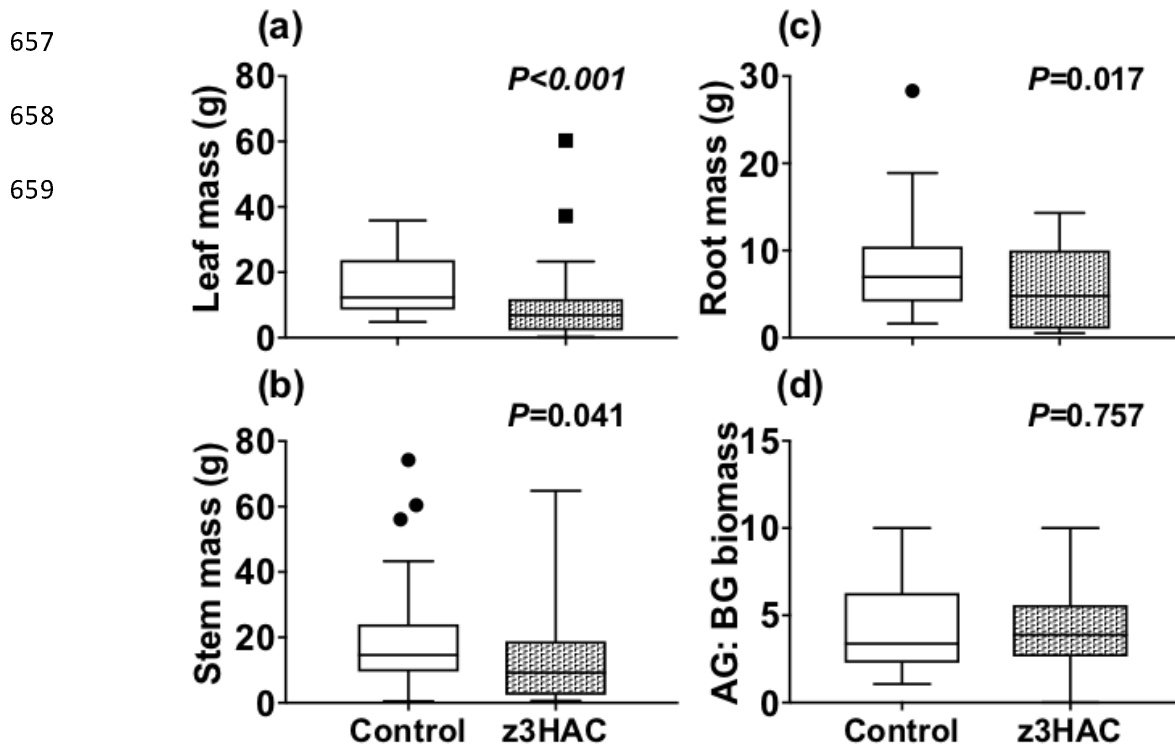 657
658
659
(a)
P<0.001
Leaf mass (g)
80
60
40
20
0
(c)
P=0.017
Root mass (g)
30
20
10
0
(b)
P=0.041
Stem mass (g)
80
60
40
20
0
Control z3HAC
(d)
P=0.757
AG: BG biomass
15
10
5
0
Control z3HAC